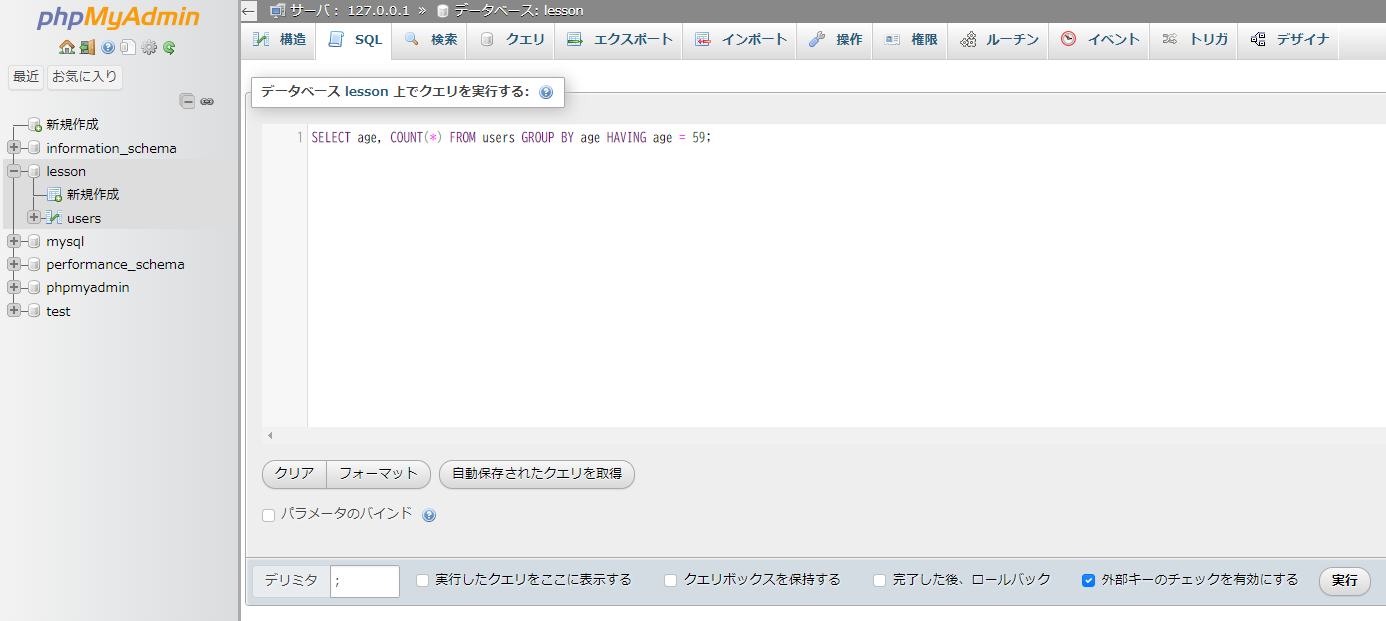 phpMyAdmin
最近 お気に入り
新規作成
information_schema
lesson
新規作成
users
mysql
performance_schema
phpmyadmin
test
サーバ： 127.0.0.1 » データベース: lesson
構造 SQL 検索 クエリ エクスポート インポート 操作 権限 ルーチン イベント トリガ デザイナ
データベース lesson 上でクエリを実行する:
1 SELECT age, COUNT(*) FROM users GROUP BY age HAVING age = 59;
クリア フォーマット 自動保存されたクエリを取得
パラメータのバインド
デリミタ ; 実行したクエリをここに表示する クエリボックスを保持する 完了した後、ロールバック 外部キーのチェックを有効にする 実行